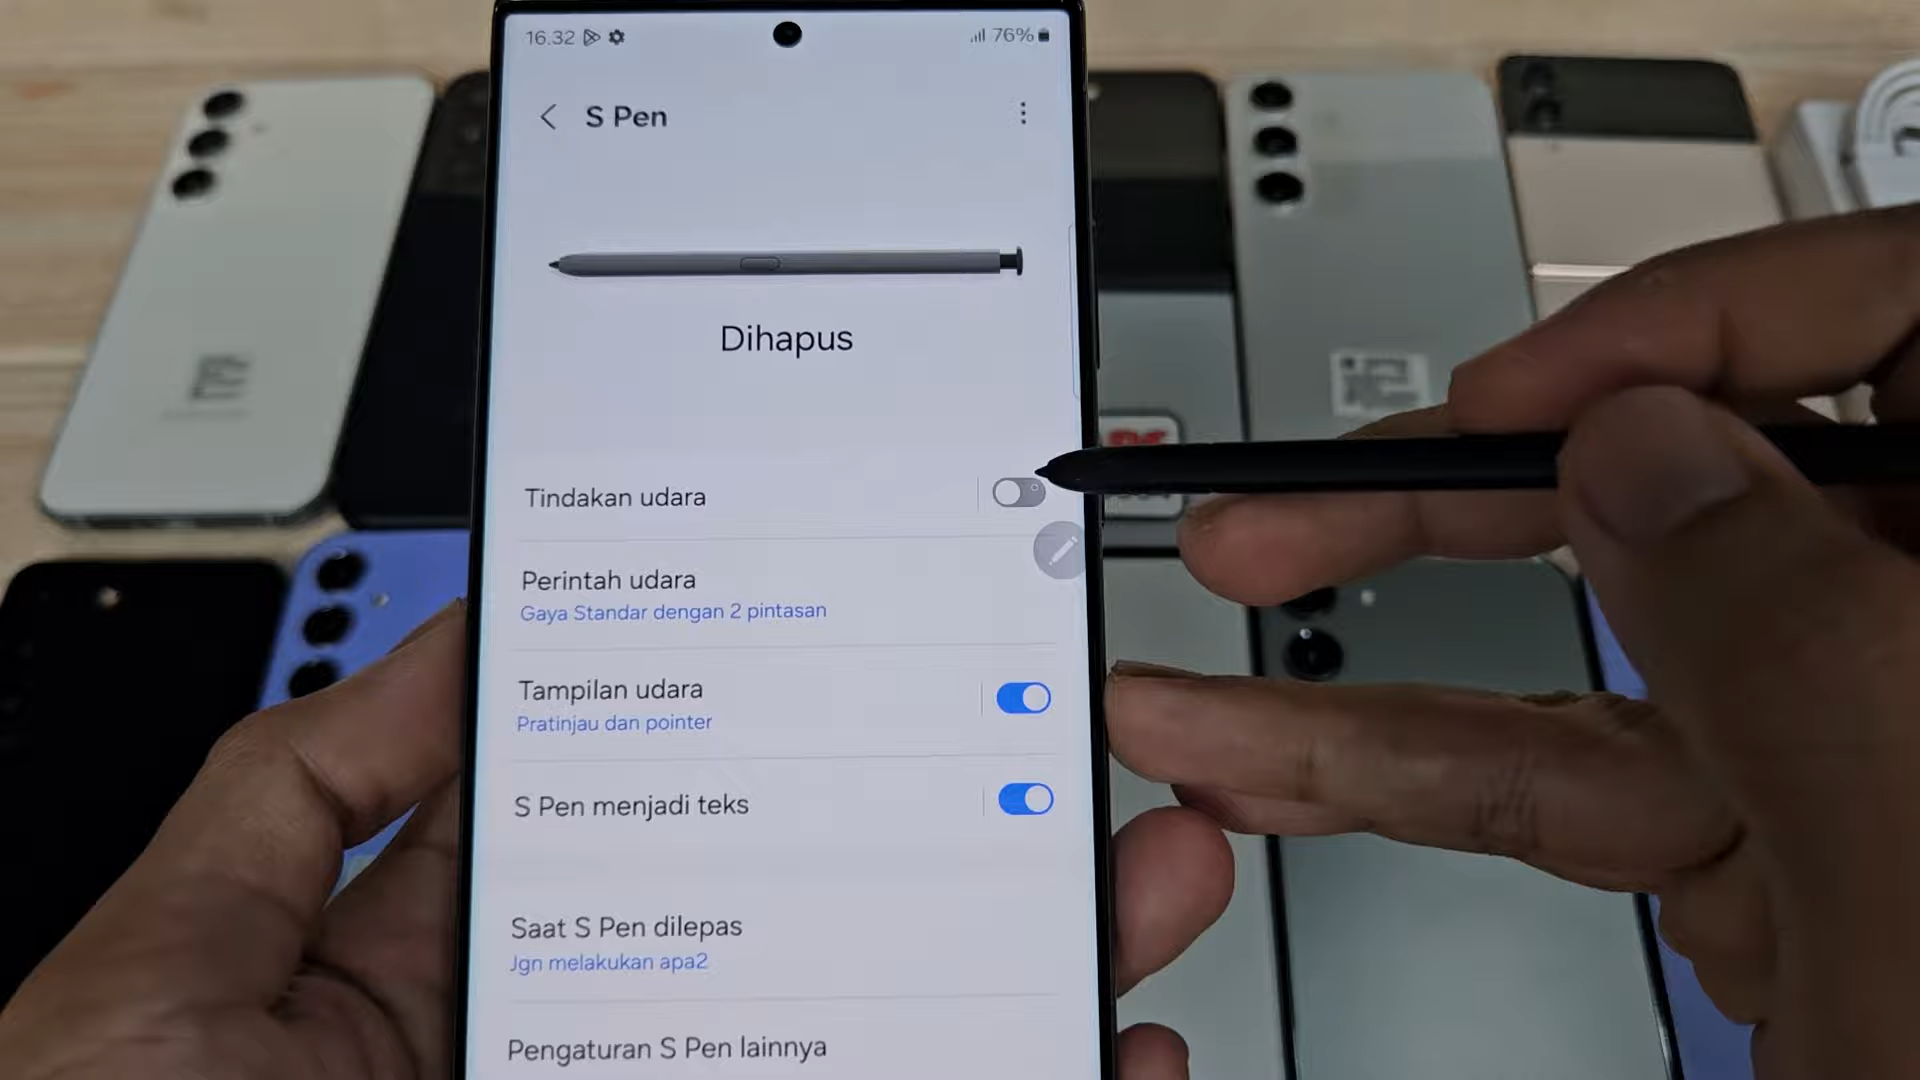 16.32
76%
S Pen
Dihapus
Tindakan udara
Perintah udara
Gaya Standar dengan 2 pintasan
Tampilan udara
Pratinjau dan pointer
S Pen menjadi teks
Saat S Pen dilepas
Jgn melakukan apa2
Pengaturan S Pen lainnya